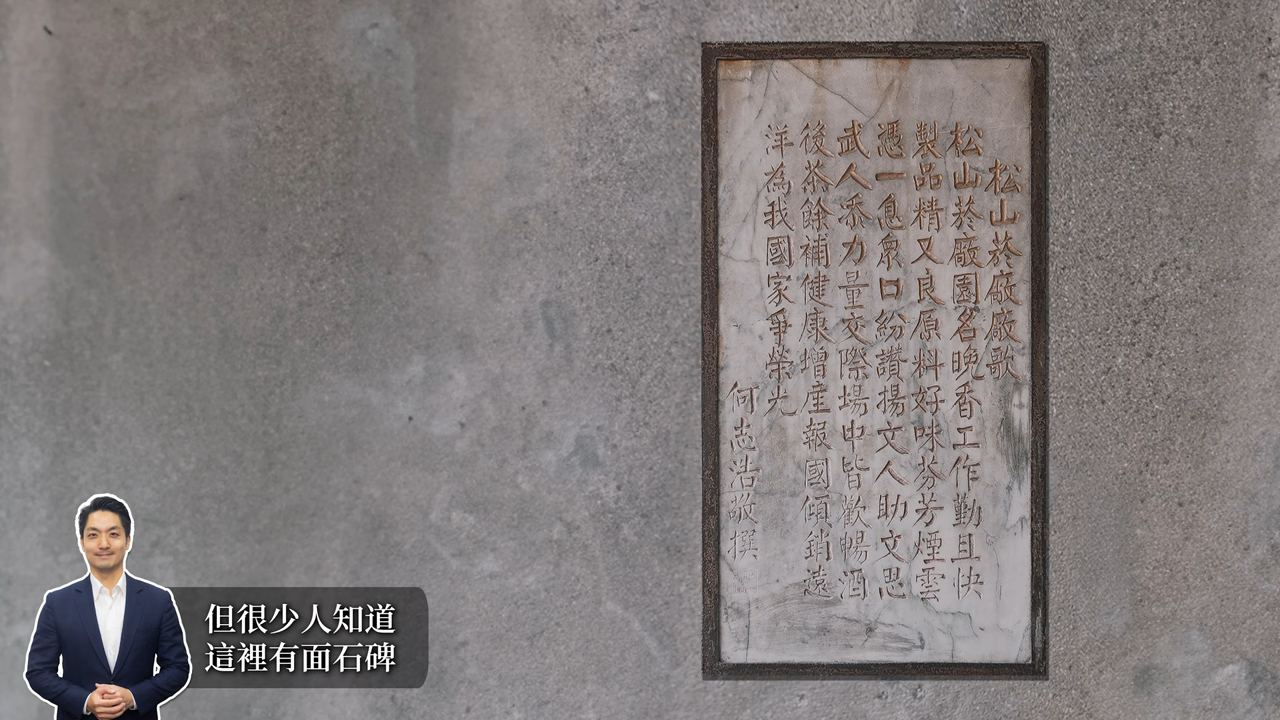 松山菸廠廠歌
松山菸廠園名晚香工作勤且快
製品精又良原料好味芬芳煙雲
憑一息衆口紛讚揚文人助文思
武人添力量交際場中皆歡暢酒
後茶餘補健康增產報國傾銷遠
洋為我國家爭榮光
何志浩敬撰
但很少人知道
這裡有面石碑